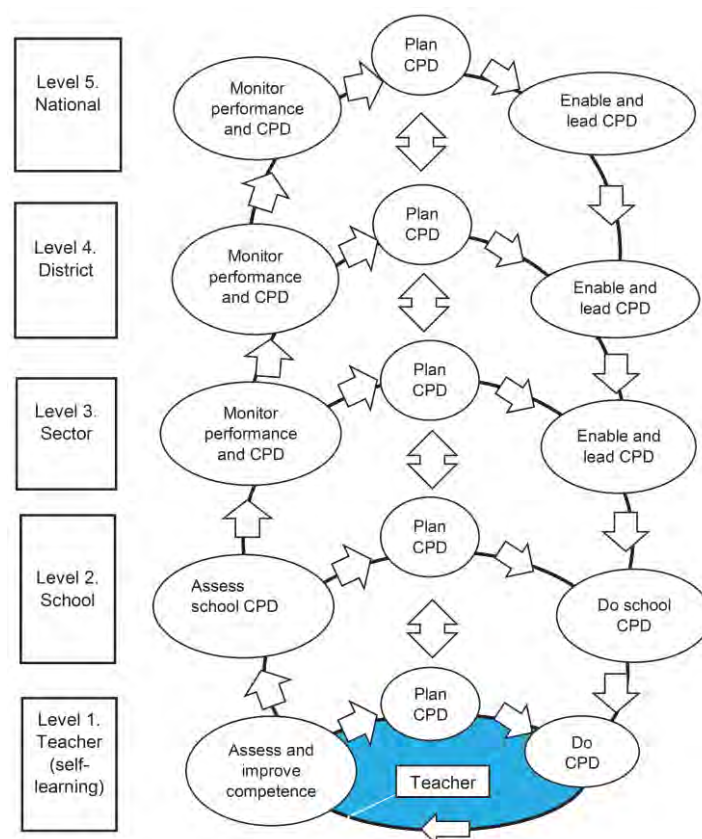 Level 5.
National
Monitor
performance
and CPD
Plan
CPD
Enable and
lead CPD
Level 4.
District
Monitor
performance
and CPD
Plan
CPD
Enable and
lead CPD
Level 3.
Sector
Monitor
performance
and CPD
Plan
CPD
Enable and
lead CPD
Level 2.
School
Assess
school CPD
Plan
CPD
Do school
CPD
Level 1.
Teacher
(self-
learning)
Assess and
improve
competence
Plan
CPD
Do
CPD
Teacher